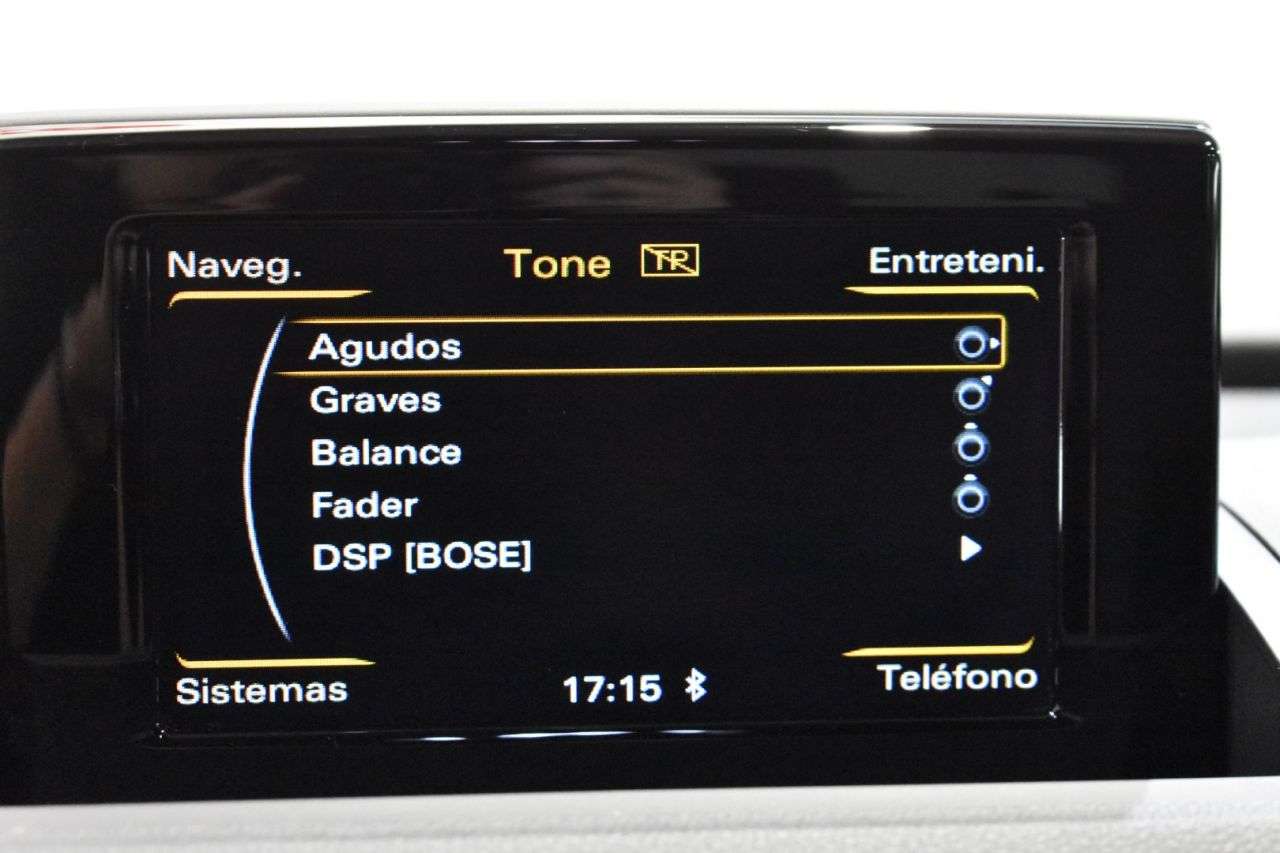 Naveg. Tone TP Entreteni.
Agudos
Graves
Balance
Fader
DSP [BOSE]
Sistemas 17:15 Teléfono